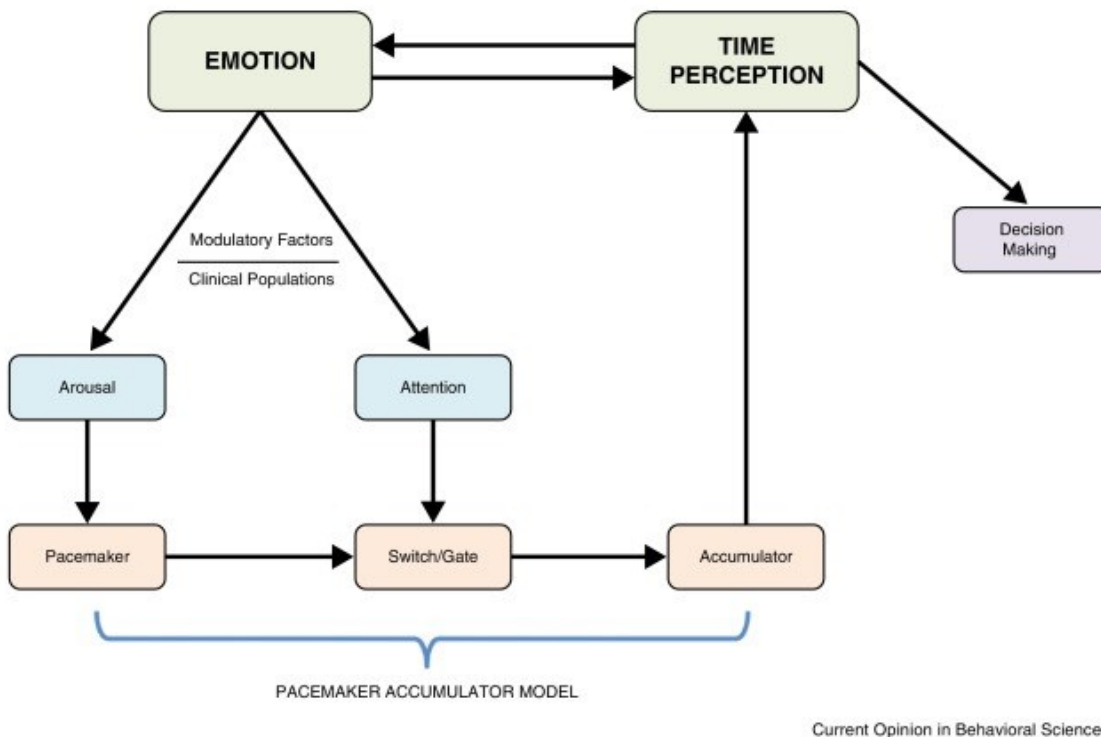 EMOTION
TIME
PERCEPTION
Decision
Making
Modulatory Factors
Clinical Populations
Arousal
Attention
Pacemaker
Switch/Gate
Accumulator
PACEMAKER ACCUMULATOR MODEL
Current Opinion in Behavioral Science